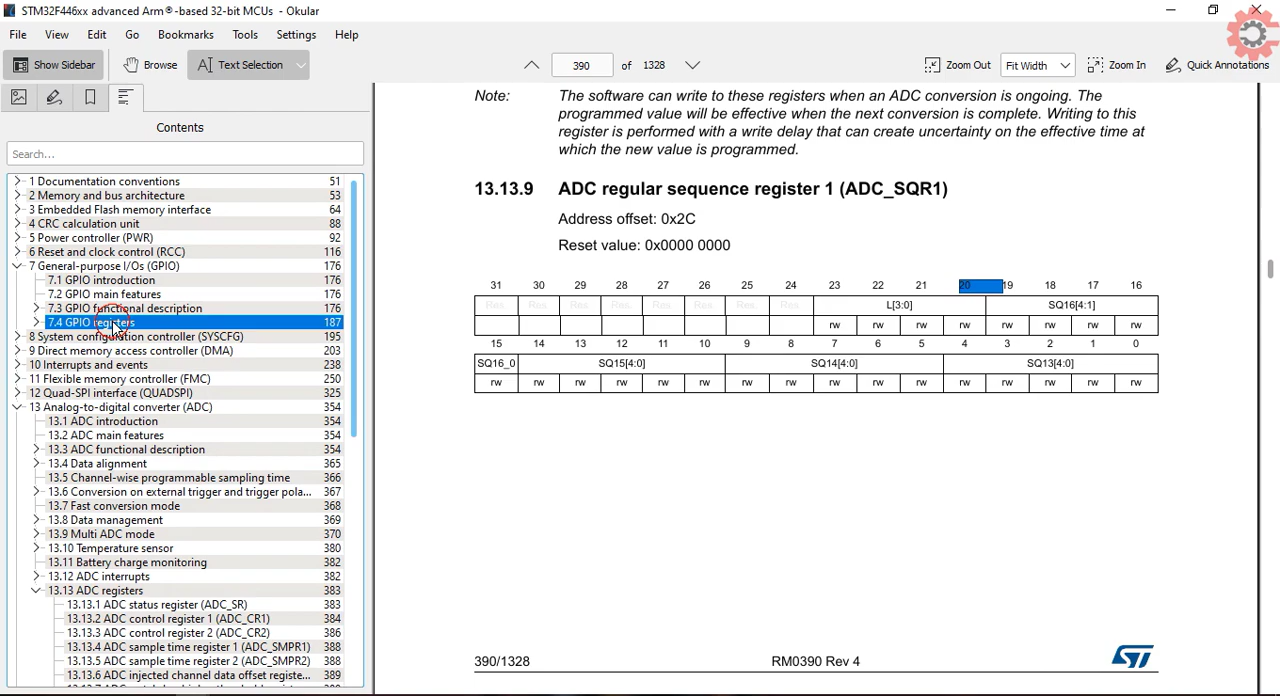 STM32F446xx advanced Arm®-based 32-bit MCUs - Okular
File View Edit Go Bookmarks Tools Settings Help
Show Sidebar Browse Text Selection 390 of 1328 Zoom Out Fit Width Zoom In Quick Annotations
Contents
Search...
1 Documentation conventions 51
2 Memory and bus architecture 53
3 Embedded Flash memory interface 64
4 CRC calculation unit 88
5 Power controller (PWR) 92
6 Reset and clock control (RCC) 116
7 General-purpose I/Os (GPIO) 176
7.1 GPIO introduction 176
7.2 GPIO main features 176
7.3 GPIO functional description 176
7.4 GPIO registers 187
8 System configuration controller (SYSCFG) 195
9 Direct memory access controller (DMA) 203
10 Interrupts and events 238
11 Flexible memory controller (FMC) 250
12 Quad-SPI interface (QUADSPI) 325
13 Analog-to-digital converter (ADC) 354
13.1 ADC introduction 354
13.2 ADC main features 354
13.3 ADC functional description 354
13.4 Data alignment 365
13.5 Channel-wise programmable sampling time 366
13.6 Conversion on external trigger and trigger pola... 367
13.7 Fast conversion mode 368
13.8 Data management 369
13.9 Multi ADC mode 370
13.10 Temperature sensor 380
13.11 Battery charge monitoring 382
13.12 ADC interrupts 382
13.13 ADC registers 383
13.13.1 ADC status register (ADC_SR) 383
13.13.2 ADC control register 1 (ADC_CR1) 384
13.13.3 ADC control register 2 (ADC_CR2) 386
13.13.4 ADC sample time register 1 (ADC_SMPR1) 388
13.13.5 ADC sample time register 2 (ADC_SMPR2) 388
13.13.6 ADC injected channel data offset registe... 389
Note: The software can write to these registers when an ADC conversion is ongoing. The
programmed value will be effective when the next conversion is complete. Writing to this
register is performed with a write delay that can create uncertainty on the effective time at
which the new value is programmed.
13.13.9 ADC regular sequence register 1 (ADC_SQR1)
Address offset: 0x2C
Reset value: 0x0000 0000
31 30 29 28 27 26 25 24 23 22 21 20 19 18 17 16
Res. Res. Res. Res. Res. Res. Res. Res. L[3:0] SQ16[4:1]
rw rw rw rw rw rw rw rw
15 14 13 12 11 10 9 8 7 6 5 4 3 2 1 0
SQ16_0 SQ15[4:0] SQ14[4:0] SQ13[4:0]
rw rw rw rw rw rw rw rw rw rw rw rw rw rw rw rw
390/1328 RM0390 Rev 4 ST